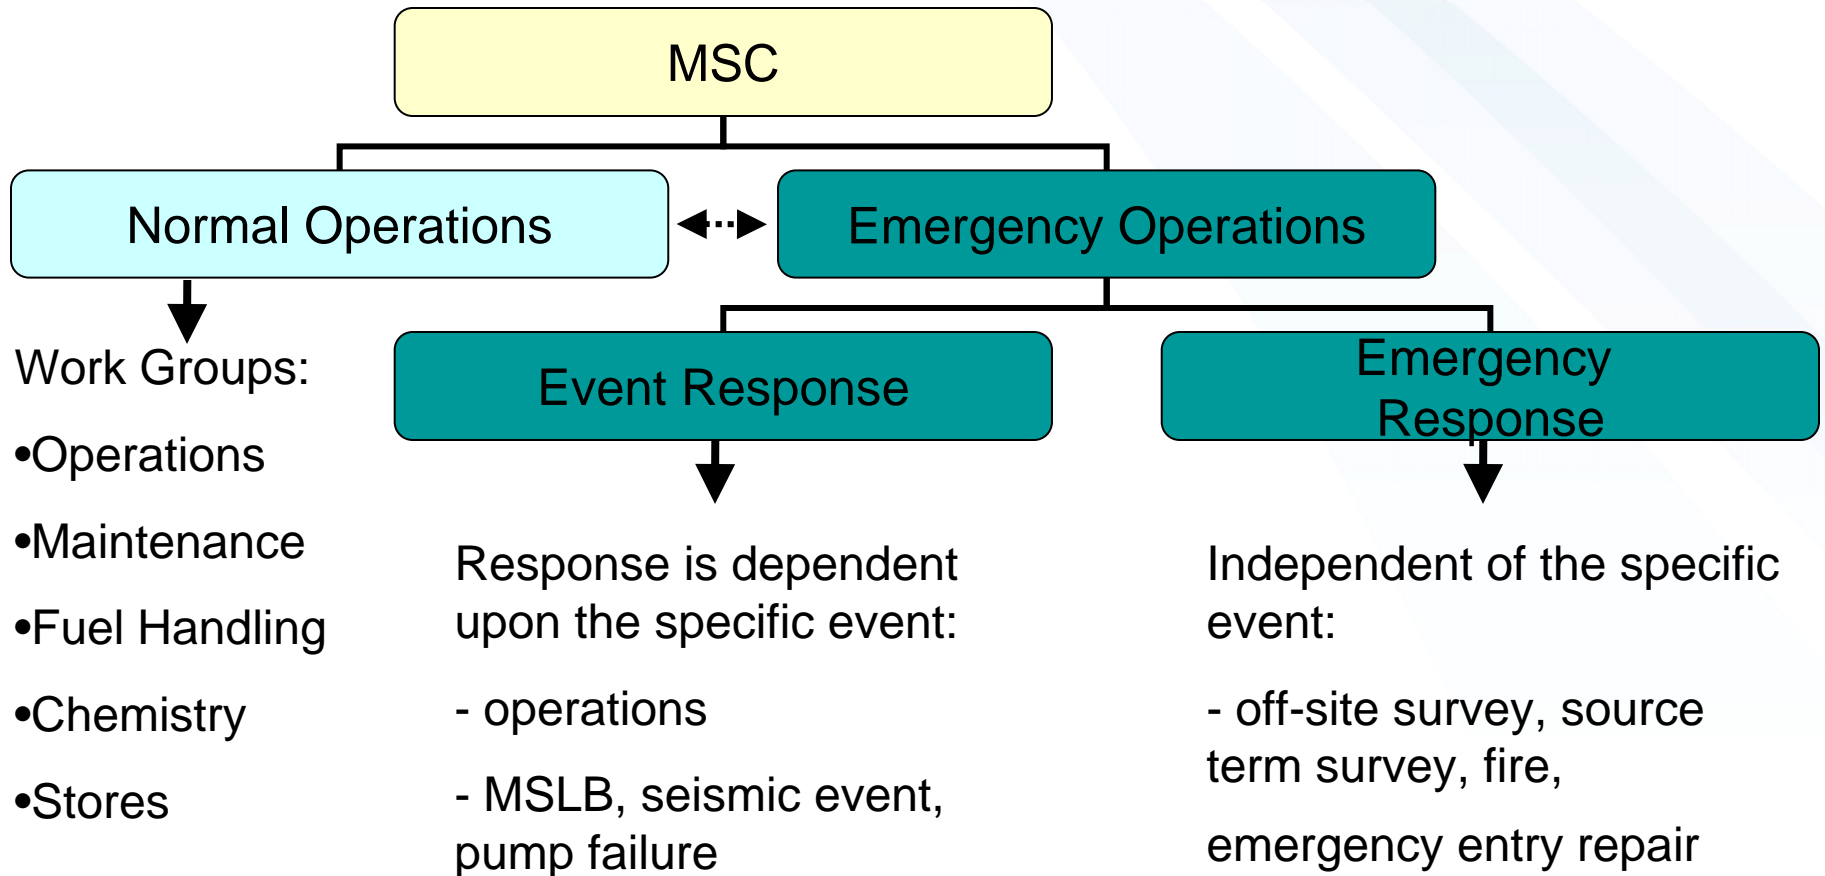 MSC
Normal Operations
Emergency Operations
Work Groups:
•Operations
•Maintenance
•Fuel Handling
•Chemistry
•Stores
Event Response
Response is dependent
upon the specific event:
- operations
- MSLB, seismic event,
pump failure
Emergency
Response
Independent of the specific
event:
- off-site survey, source
term survey, fire,
emergency entry repair